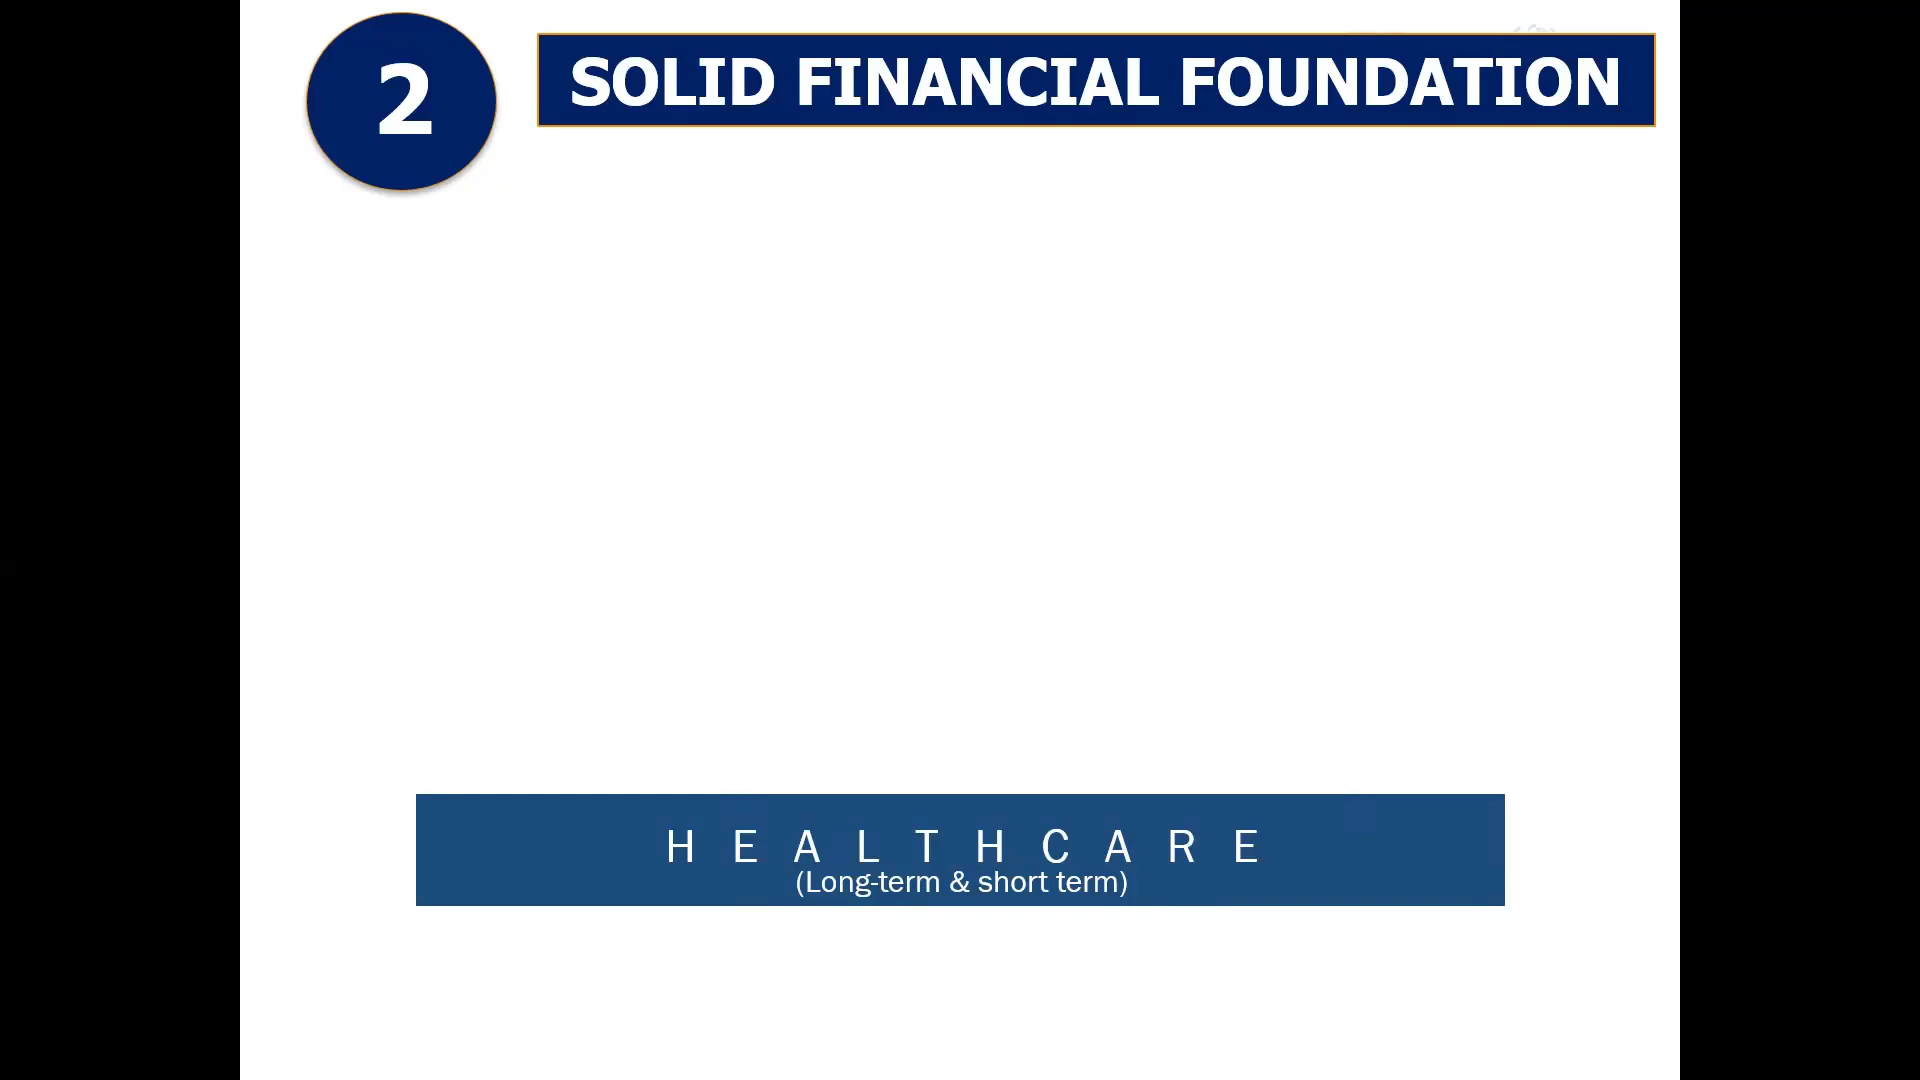 2
SOLID FINANCIAL FOUNDATION
H E A L T H C A R E
(Long-term & short term)